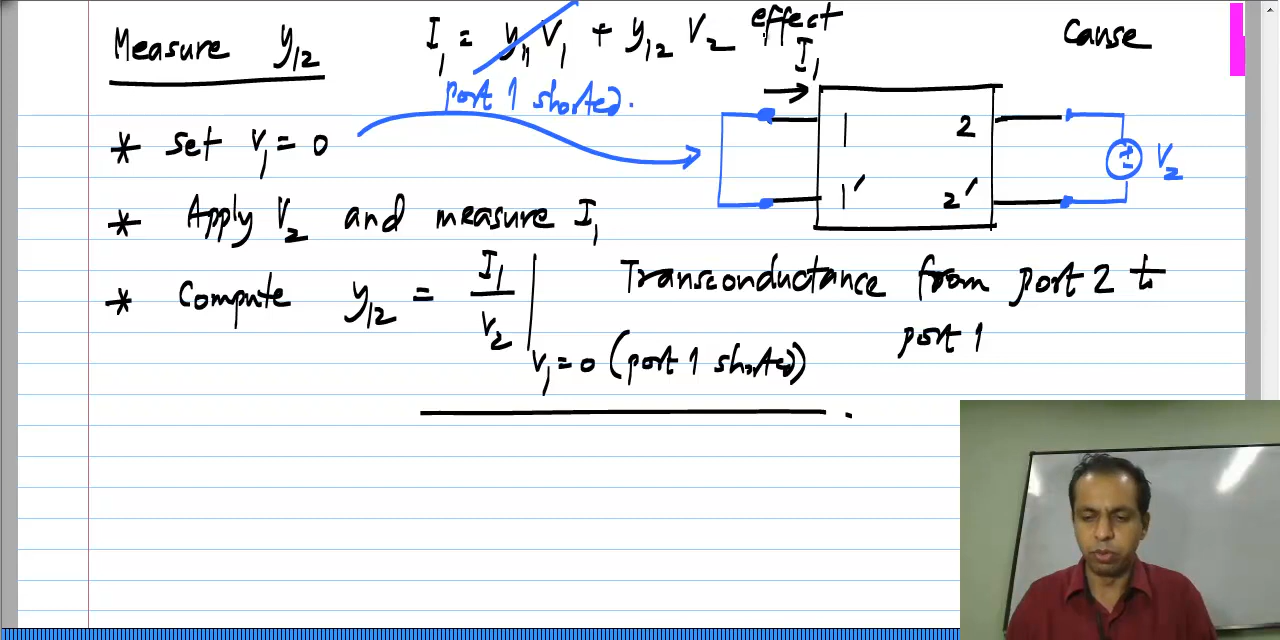 Measure y12 I1 = y11 V1 + y12 V2 effect Cause
I1
port 1 shorted.
* set V1 = 0
1 2
V2
1' 2'
* Apply V2 and measure I1
* Compute y12 = I1 / V2 | V1 = 0 (port 1 shorted)
Transconductance from port 2 to
port 1